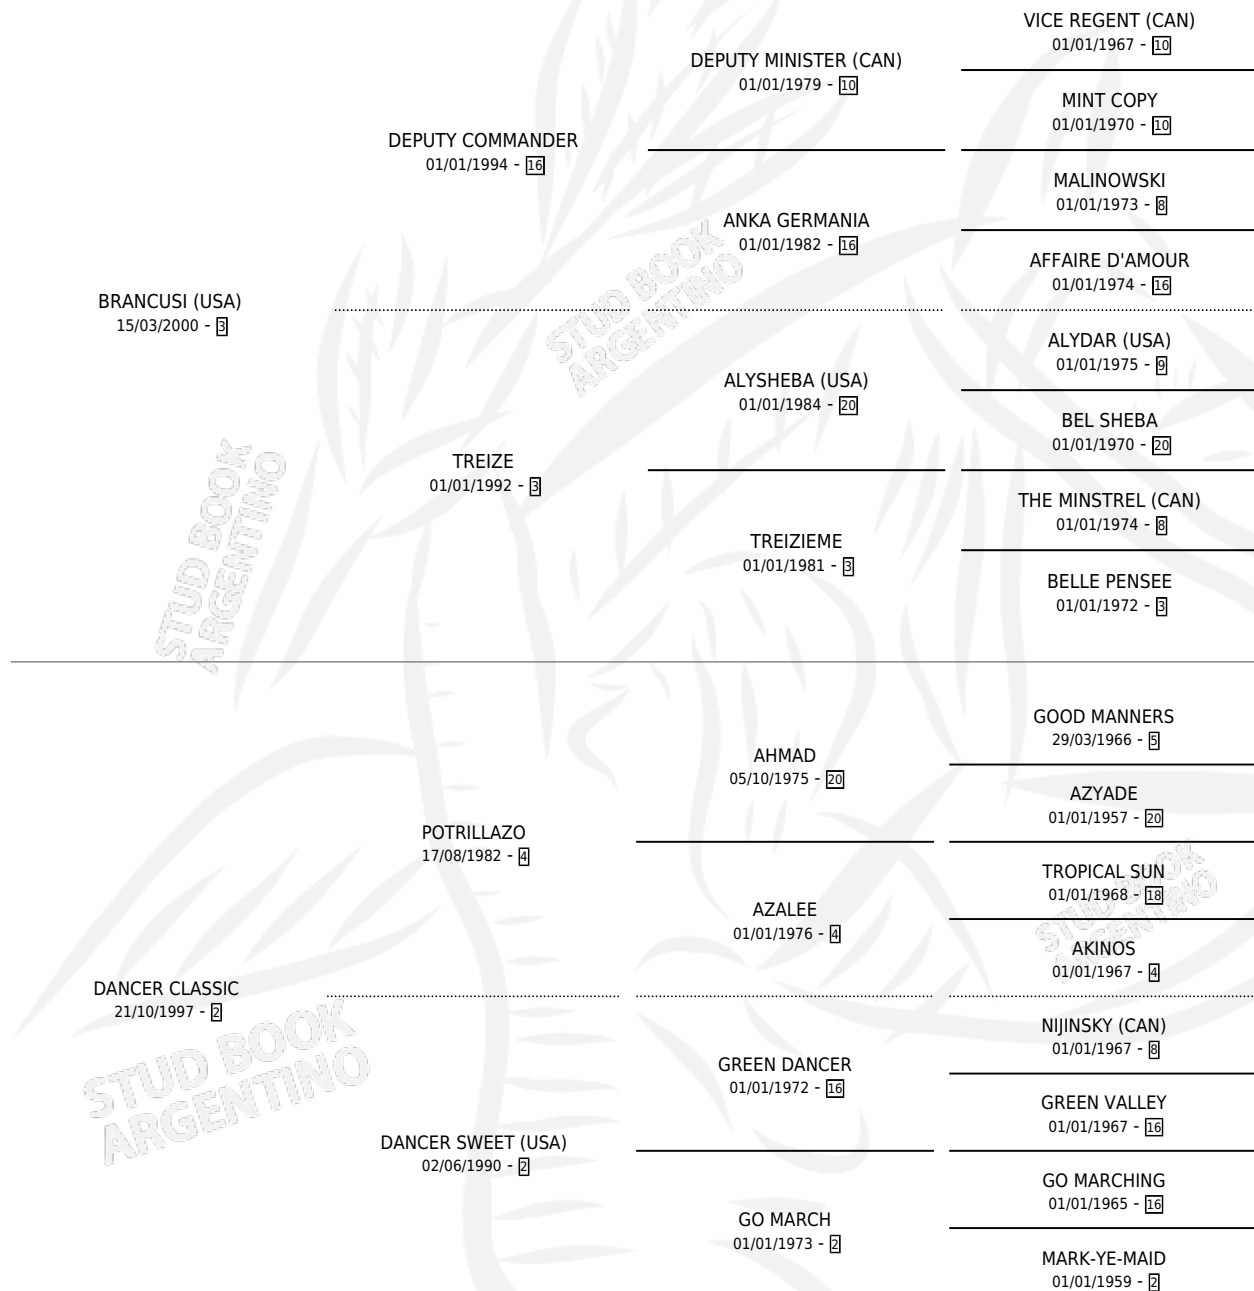 VICE REGENT (CAN)
01/01/1967 - 10
DEPUTY MINISTER (CAN)
01/01/1979 - 10
MINT COPY
01/01/1970 - 10
DEPUTY COMMANDER
01/01/1994 - 16
MALINOWSKI
01/01/1973 - 8
ANKA GERMANIA
01/01/1982 - 16
AFFAIRE D'AMOUR
01/01/1974 - 16
BRANCUSI (USA)
15/03/2000 - 3
ALYDAR (USA)
01/01/1975 - 9
ALYSHEBA (USA)
01/01/1984 - 20
BEL SHEBA
01/01/1970 - 20
TREIZE
01/01/1992 - 3
THE MINSTREL (CAN)
01/01/1974 - 8
TREIZIEME
01/01/1981 - 3
BELLE PENSEE
01/01/1972 - 3
GOOD MANNERS
29/03/1966 - 5
AHMAD
05/10/1975 - 20
AZYADE
01/01/1957 - 20
POTRILLAZO
17/08/1982 - 4
TROPICAL SUN
01/01/1968 - 18
AZALEE
01/01/1976 - 4
AKINOS
01/01/1967 - 4
DANCER CLASSIC
21/10/1997 - 2
NIJINSKY (CAN)
01/01/1967 - 8
GREEN DANCER
01/01/1972 - 16
GREEN VALLEY
01/01/1967 - 16
DANCER SWEET (USA)
02/06/1990 - 2
GO MARCHING
01/01/1965 - 16
GO MARCH
01/01/1973 - 2
MARK-YE-MAID
01/01/1959 - 2
STUD BOOK
ARGENTINO
STUD BOOK
ARGENTINO
STUD BOOK
ARGENTINO
STUD BOOK
ARGENTINO